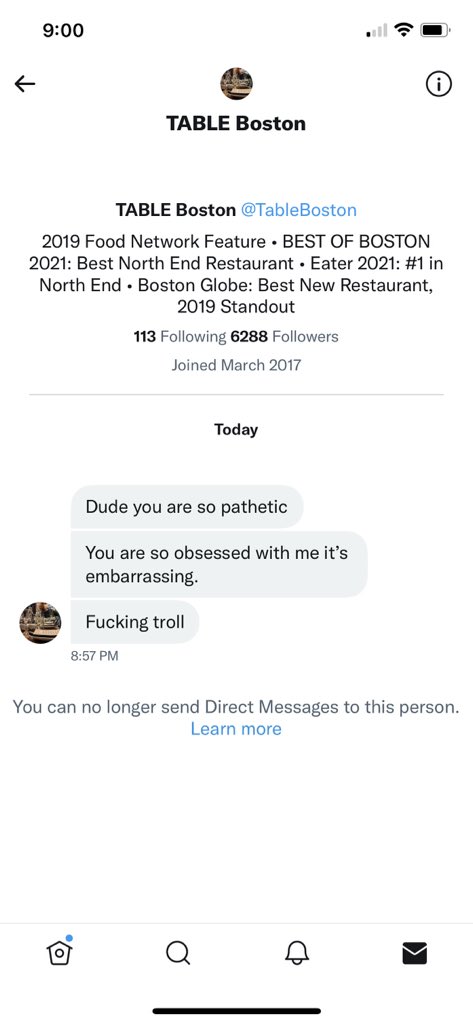 9:00
TABLE Boston
TABLE Boston @TableBoston
2019 Food Network Feature • BEST OF BOSTON
2021: Best North End Restaurant • Eater 2021: #1 in
North End • Boston Globe: Best New Restaurant,
2019 Standout
113 Following 6288 Followers
Joined March 2017
Today
Dude you are so pathetic
You are so obsessed with me it’s
embarrassing.
Fucking troll
8:57 PM
You can no longer send Direct Messages to this person.
Learn more